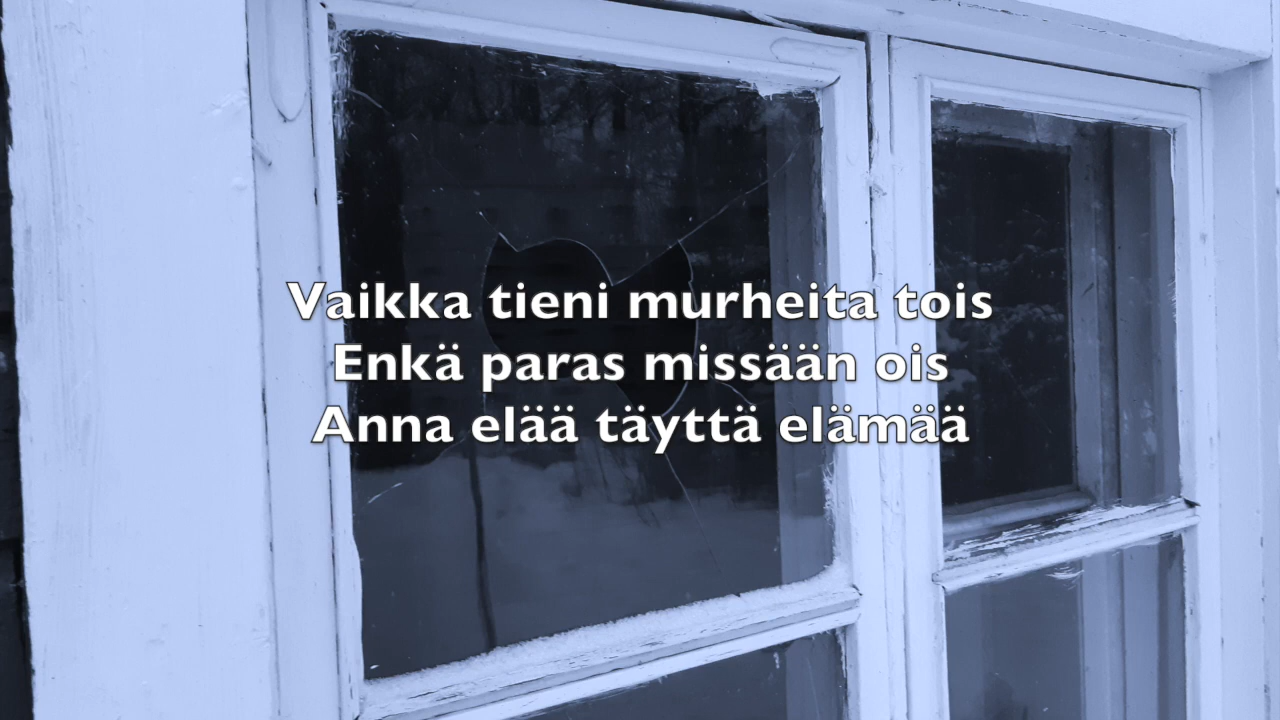 Vaikka tieni murheita tois
Enkä paras missään ois
Anna elää täyttä elämää